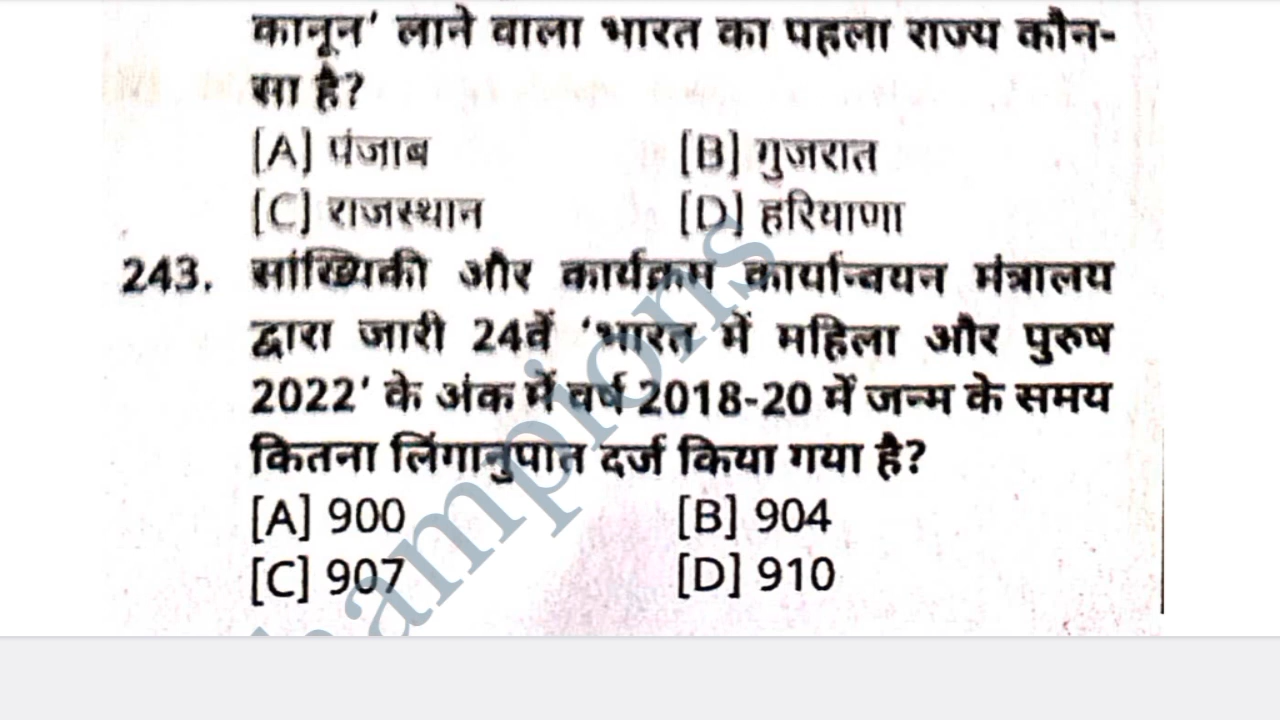 कानून’ लाने वाला भारत का पहला राज्य कौन-
सा है?
[A] पंजाब [B] गुजरात
[C] राजस्थान [D] हरियाणा
243. सांख्यिकी और कार्यक्रम कार्यान्वयन मंत्रालय
द्वारा जारी 24वें ‘भारत में महिला और पुरुष
2022’ के अंक में वर्ष 2018-20 में जन्म के समय
कितना लिंगानुपात दर्ज किया गया है?
[A] 900 [B] 904
[C] 907 [D] 910